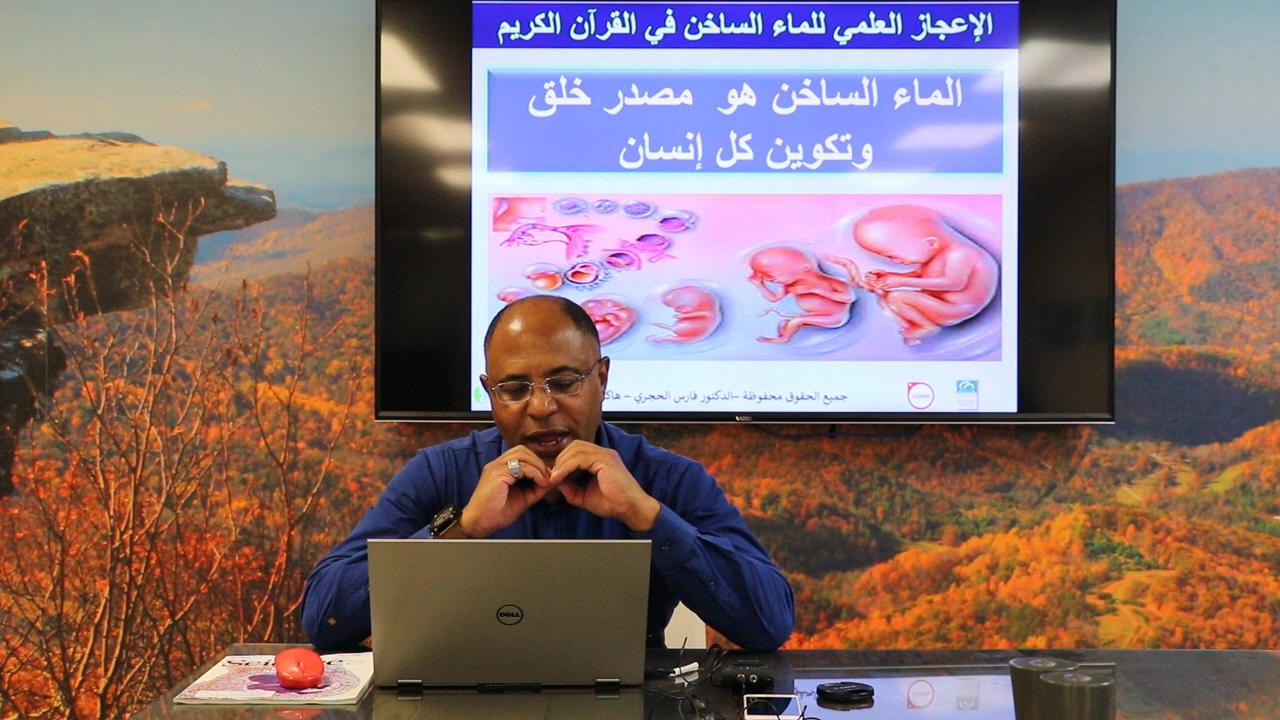 الإعجاز العلمي للماء الساخن في القرآن الكريم
الماء الساخن هو مصدر خلق
وتكوين كل إنسان
جميع الحقوق محفوظة –الدكتور فارس الحجري – هاك
DELL